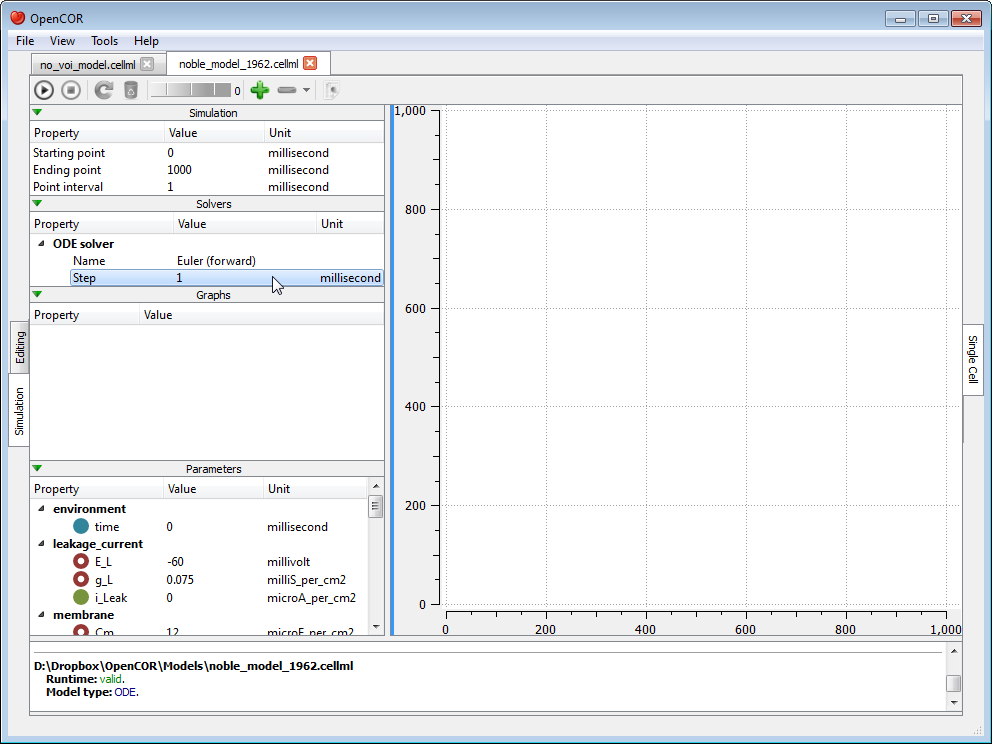 OpenCOR
File View Tools Help
no_voi_model.cellml noble_model_1962.cellml
0
Simulation
Property Value Unit
Starting point 0 millisecond
Ending point 1000 millisecond
Point interval 1 millisecond
Solvers
Property Value Unit
ODE solver
Name Euler (forward)
Step 1 millisecond
Graphs
Property Value
Editing
Simulation
Parameters
Property Value Unit
environment
time 0 millisecond
leakage_current
E_L -60 millivolt
g_L 0.075 milliS_per_cm2
i_Leak 0 microA_per_cm2
membrane
Cm 12 microF_per_cm2
1,000
800
600
400
200
0
0 200 400 600 800 1,000
Single Cell
D:\Dropbox\OpenCOR\Models\noble_model_1962.cellml
Runtime: valid.
Model type: ODE.